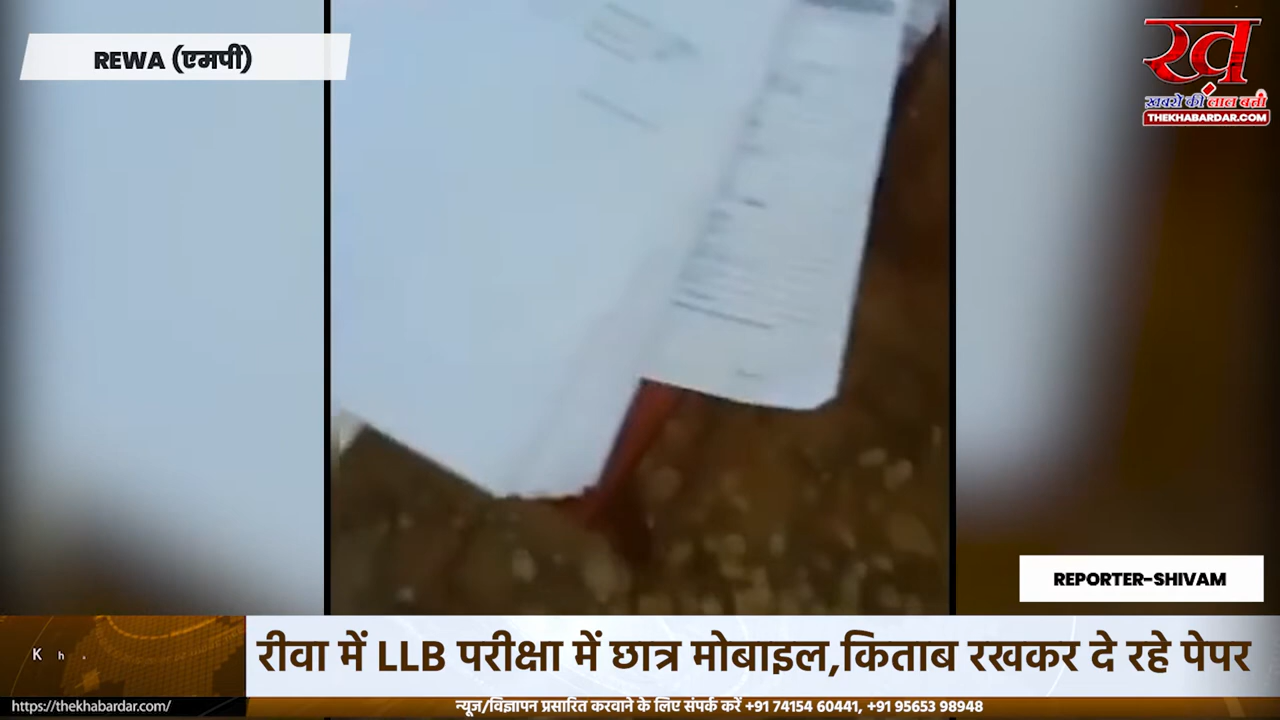 REWA (एमपी)
ख
खबरों की लाल बत्ती
THEKHABARDAR.COM
REPORTER-SHIVAM
K h .
रीवा में LLB परीक्षा में छात्र मोबाइल,किताब रखकर दे रहे पेपर
https://thekhabardar.com/
न्यूज/विज्ञापन प्रसारित करवाने के लिए संपर्क करें +91 74154 60441, +91 95653 98948